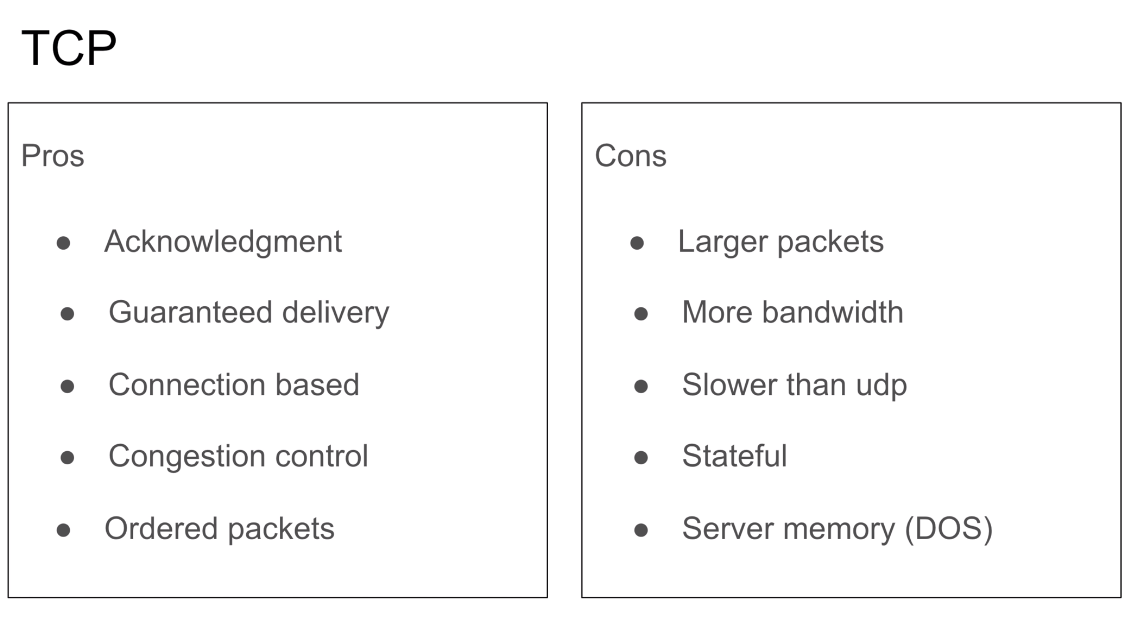 TCP
Pros
● Acknowledgment
● Guaranteed delivery
● Connection based
● Congestion control
● Ordered packets
Cons
● Larger packets
● More bandwidth
● Slower than udp
● Stateful
● Server memory (DOS)